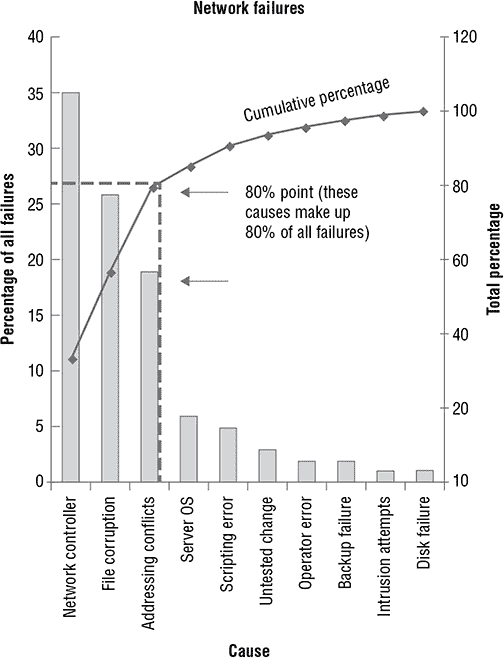 Network failures
Percentage of all failures
40
35
30
25
20
15
10
5
0
Cumulative percentage
80% point (these
causes make up
80% of all failures)
120
100
80
60
40
20
10
Total percentage
Network controller
File corruption
Addressing conflicts
Server OS
Scripting error
Untested change
Operator error
Backup failure
Intrusion attempts
Disk failure
Cause